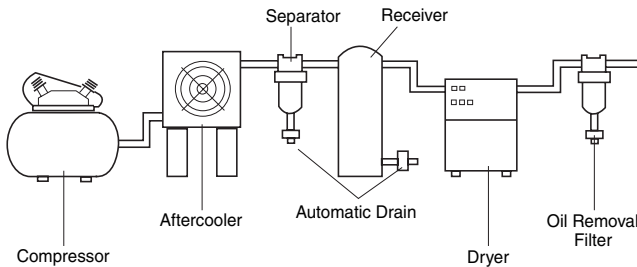 Separator
Receiver
Aftercooler
Automatic Drain
Oil Removal
Filter
Compressor
Dryer